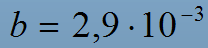 b = 2,9 · 10⁻³